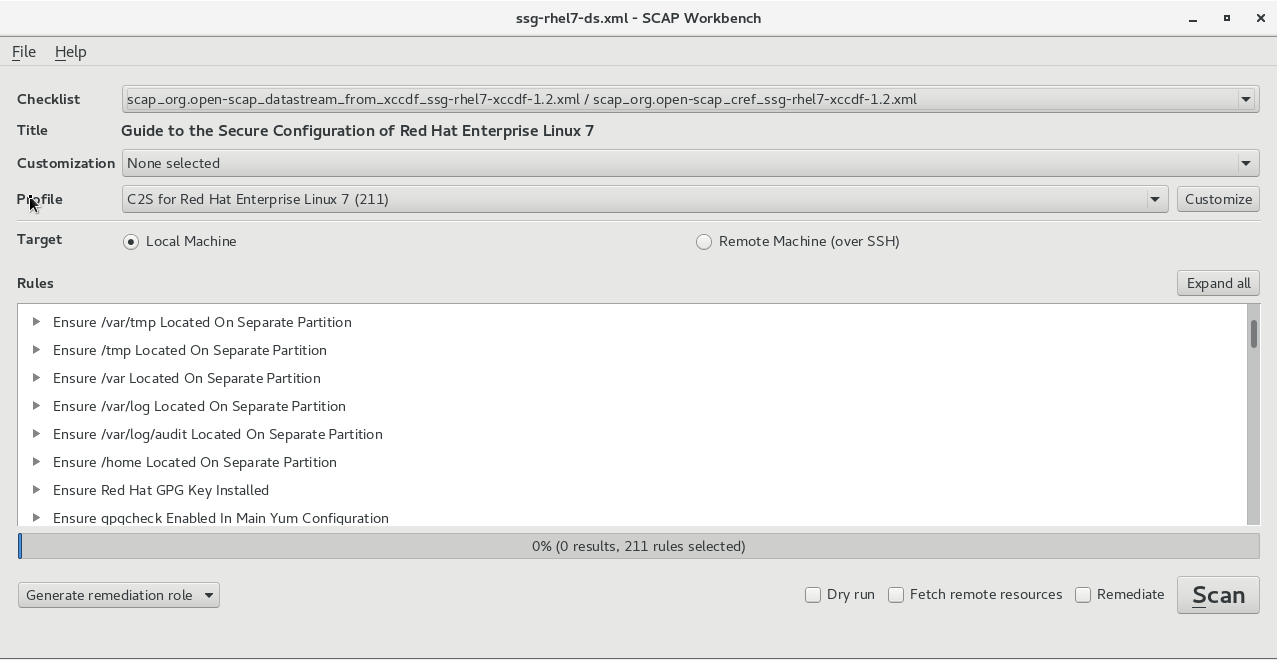 ssg-rhel7-ds.xml - SCAP Workbench
File Help
Checklist scap_org.open-scap_datastream_from_xccdf_ssg-rhel7-xccdf-1.2.xml / scap_org.open-scap_cref_ssg-rhel7-xccdf-1.2.xml
Title Guide to the Secure Configuration of Red Hat Enterprise Linux 7
Customization None selected
Profile C2S for Red Hat Enterprise Linux 7 (211) Customize
Target Local Machine Remote Machine (over SSH)
Rules Expand all
Ensure /var/tmp Located On Separate Partition
Ensure /tmp Located On Separate Partition
Ensure /var Located On Separate Partition
Ensure /var/log Located On Separate Partition
Ensure /var/log/audit Located On Separate Partition
Ensure /home Located On Separate Partition
Ensure Red Hat GPG Key Installed
Ensure gpgcheck Enabled In Main Yum Configuration
0% (0 results, 211 rules selected)
Generate remediation role Dry run Fetch remote resources Remediate Scan